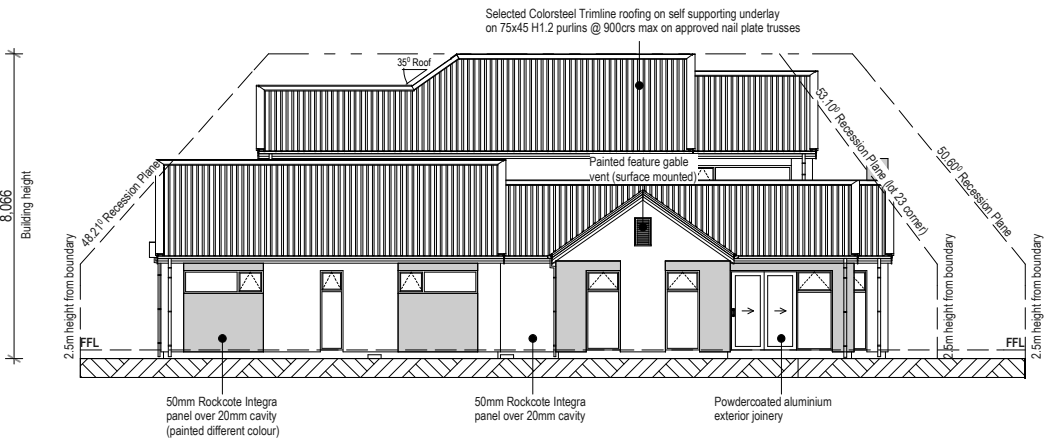 Selected Colorsteel Trimline roofing on self supporting underlay
on 75x45 H1.2 purlins @ 900crs max on approved nail plate trusses
35⁰ Roof
8.066
Building height
48.21⁰ Recession Plane
53.10⁰ Recession Plane (lot 23 corner)
50.60⁰ Recession Plane
Painted feature gable
vent (surface mounted)
2.5m height from boundary
2.5m height from boundary
2.5m height from boundary
FFL
FFL
50mm Rockcote Integra
panel over 20mm cavity
(painted different colour)
50mm Rockcote Integra
panel over 20mm cavity
Powdercoated aluminium
exterior joinery